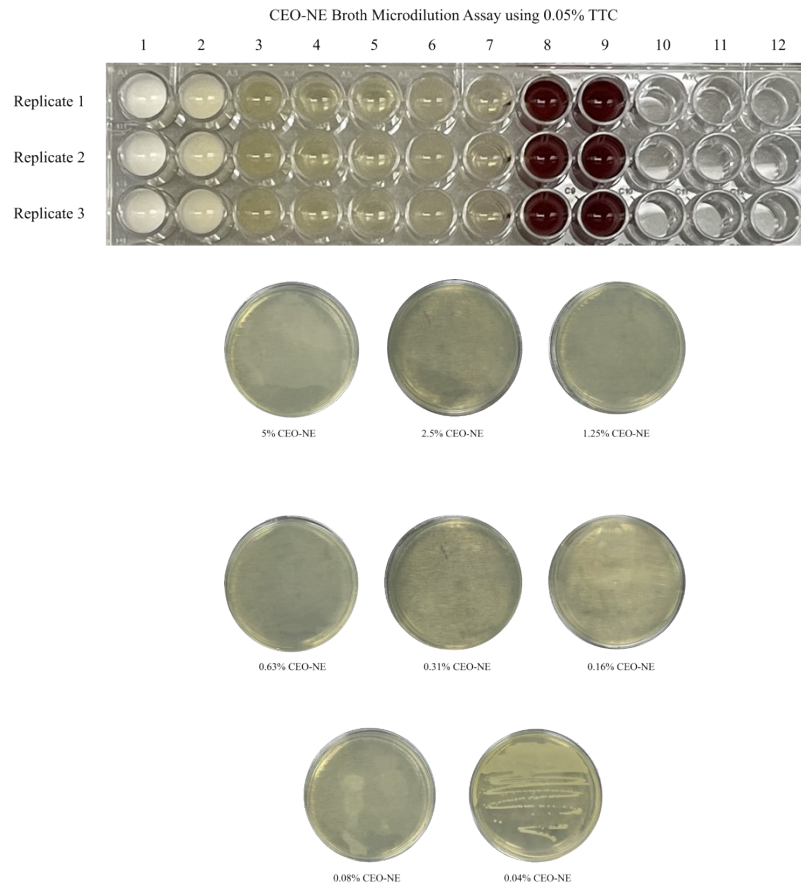 CEO-NE Broth Microdilution Assay using 0.05% TTC
1 2 3 4 5 6 7 8 9 10 11 12
Replicate 1
Replicate 2
Replicate 3
5% CEO-NE
2.5% CEO-NE
1.25% CEO-NE
0.63% CEO-NE
0.31% CEO-NE
0.16% CEO-NE
0.08% CEO-NE
0.04% CEO-NE